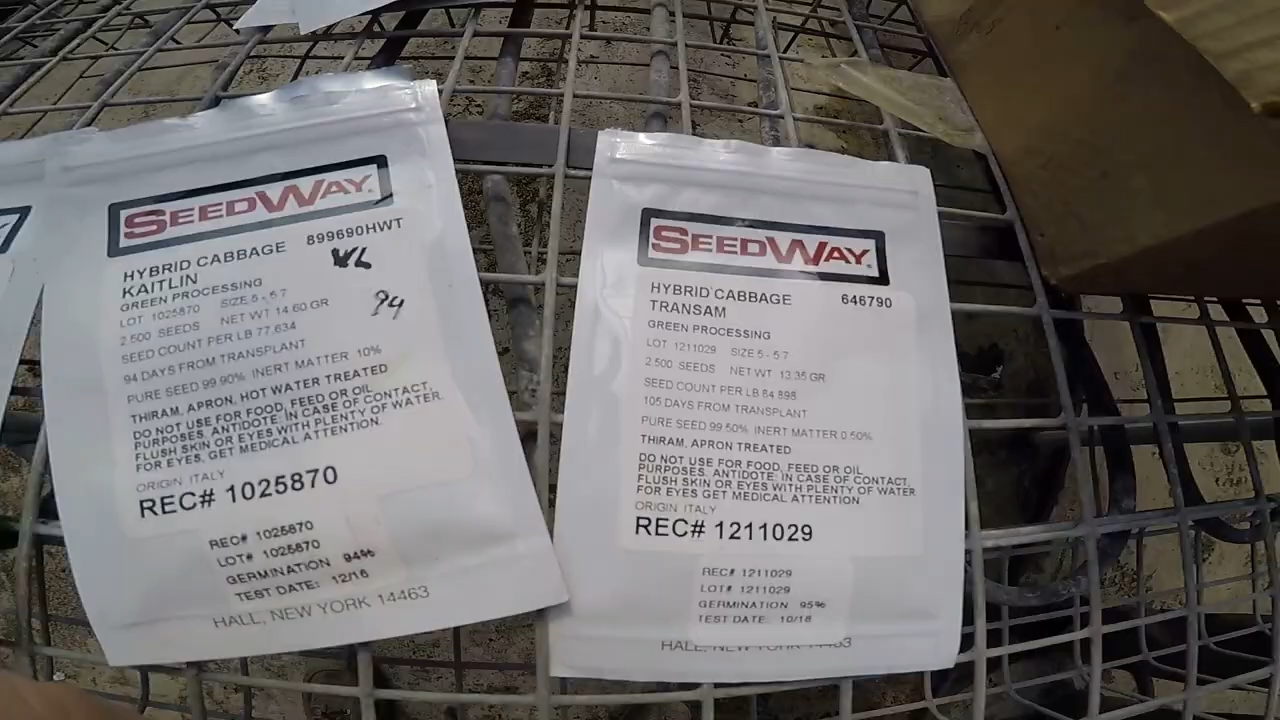 SEEDWAY.
HYBRID CABBAGE 899690HWT
KAITLIN
GREEN PROCESSING
LOT 1025870 SIZE 5 - 5 7
2,500 SEEDS NET WT 14.60 GR
SEED COUNT PER LB 77,634
94 DAYS FROM TRANSPLANT
PURE SEED 99.90% INERT MATTER .10%
THIRAM, APRON, HOT WATER TREATED
DO NOT USE FOR FOOD, FEED OR OIL
PURPOSES. ANTIDOTE: IN CASE OF CONTACT,
FLUSH SKIN OR EYES WITH PLENTY OF WATER.
FOR EYES, GET MEDICAL ATTENTION.
ORIGIN ITALY
REC# 1025870
REC# 1025870
LOT# 1025870
GERMINATION 94%
TEST DATE: 12/16
HALL, NEW YORK 14463
94
SEEDWAY.
HYBRID CABBAGE 646790
TRANSAM
GREEN PROCESSING
LOT 1211029 SIZE 5 - 5 7
2,500 SEEDS NET WT 13.35 GR
SEED COUNT PER LB 84 898
105 DAYS FROM TRANSPLANT
PURE SEED 99.50% INERT MATTER 0.50%
THIRAM, APRON TREATED
DO NOT USE FOR FOOD, FEED OR OIL
PURPOSES. ANTIDOTE: IN CASE OF CONTACT,
FLUSH SKIN OR EYES WITH PLENTY OF WATER
FOR EYES GET MEDICAL ATTENTION
ORIGIN ITALY
REC# 1211029
REC# 1211029
LOT# 1211029
GERMINATION 95%
TEST DATE: 10/18
HALL, NEW YORK 14463